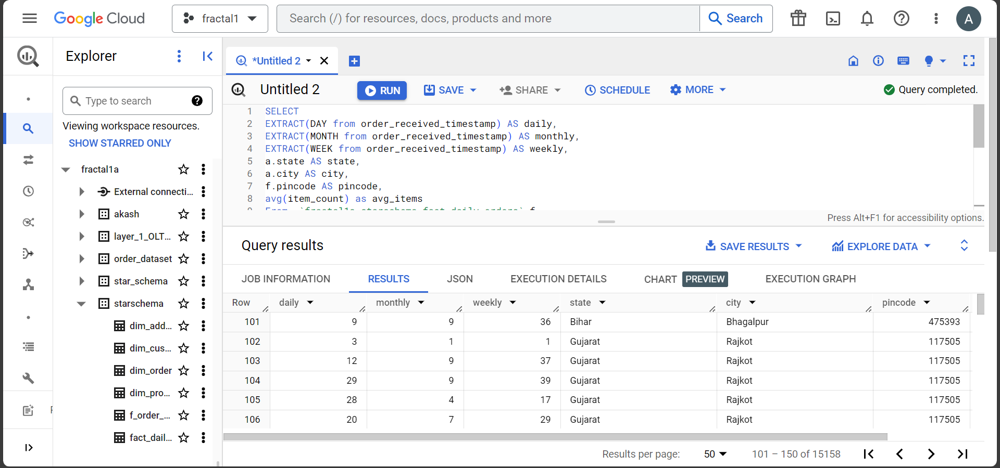 Google Cloud
fractal1
Search (/) for resources, docs, products and more
Search
A
Explorer
*Untitled 2
Untitled 2
RUN
SAVE
SHARE
SCHEDULE
MORE
Query completed.
Type to search
Viewing workspace resources.
SHOW STARRED ONLY
fractal1a
External connecti...
akash
layer_1_OLT...
order_dataset
star_schema
starschema
dim_add...
dim_cus...
dim_order
dim_pro...
f_order_...
fact_dail...
1 SELECT
2 EXTRACT(DAY from order_received_timestamp) AS daily,
3 EXTRACT(MONTH from order_received_timestamp) AS monthly,
4 EXTRACT(WEEK from order_received_timestamp) AS weekly,
5 a.state AS state,
6 a.city AS city,
7 f.pincode AS pincode,
8 avg(item_count) as avg_items
Press Alt+F1 for accessibility options.
Query results
SAVE RESULTS
EXPLORE DATA
JOB INFORMATION
RESULTS
JSON
EXECUTION DETAILS
CHART PREVIEW
EXECUTION GRAPH
Row daily monthly weekly state city pincode
101 9 9 36 Bihar Bhagalpur 475393
102 3 1 1 Gujarat Rajkot 117505
103 12 9 37 Gujarat Rajkot 117505
104 29 9 39 Gujarat Rajkot 117505
105 28 4 17 Gujarat Rajkot 117505
106 20 7 29 Gujarat Rajkot 117505
Results per page: 50 101 – 150 of 15158